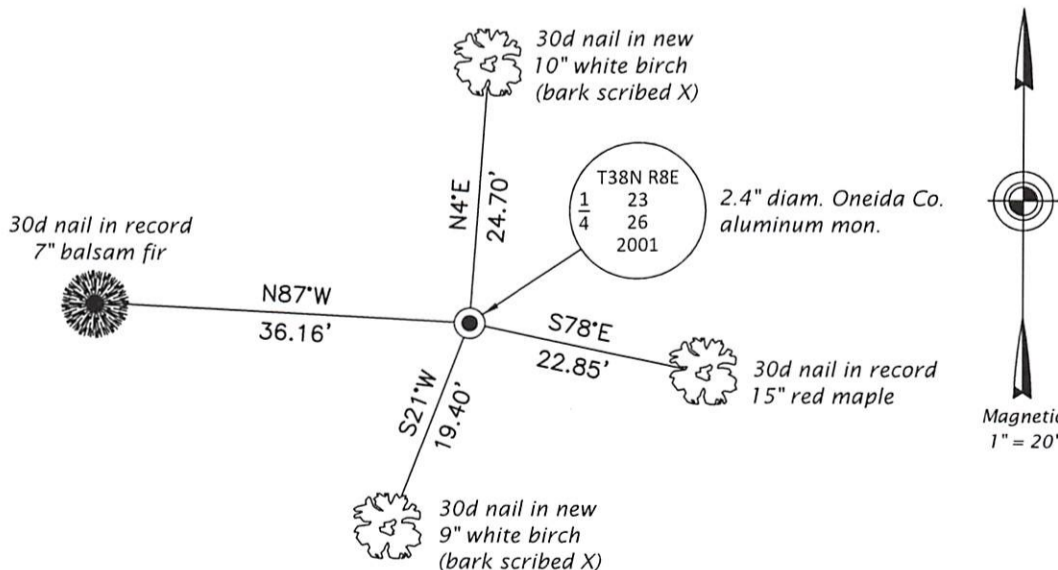 30d nail in new
10" white birch
(bark scribed X)
N4°E
24.70'
T38N R8E
1 23
4 26
2001
2.4" diam. Oneida Co.
aluminum mon.
30d nail in record
7" balsam fir
N87°W
36.16'
S78°E
22.85'
30d nail in record
15" red maple
S21°W
19.40'
30d nail in new
9" white birch
(bark scribed X)
Magnetic
1" = 20'